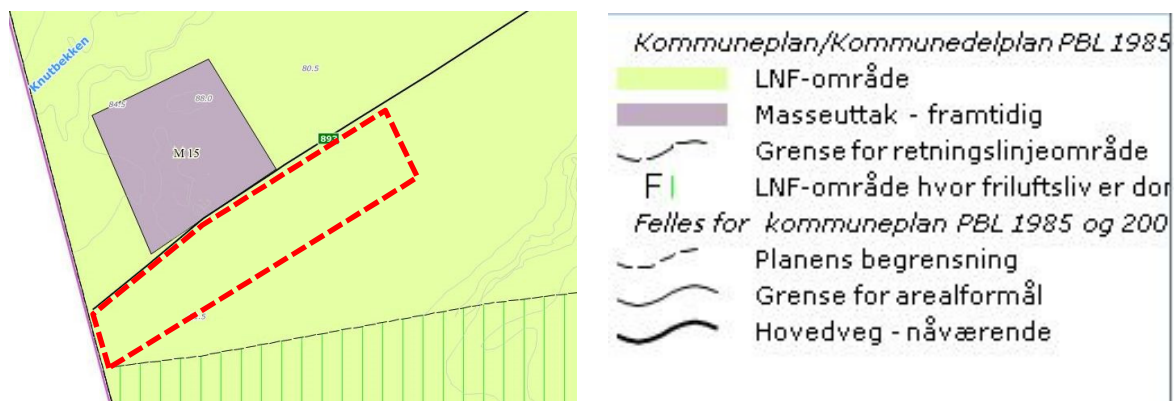 Knutbekken
80.5
84.5
88.0
893
M 15
Kommuneplan/Kommunedelplan PBL 1985
LNF-område
Masseuttak - framtidig
Grense for retningslinjeområde
F
LNF-område hvor friluftsliv er dor
Felles for kommuneplan PBL 1985 og 200
Planens begrensning
Grense for arealformål
Hovedveg - nåværende